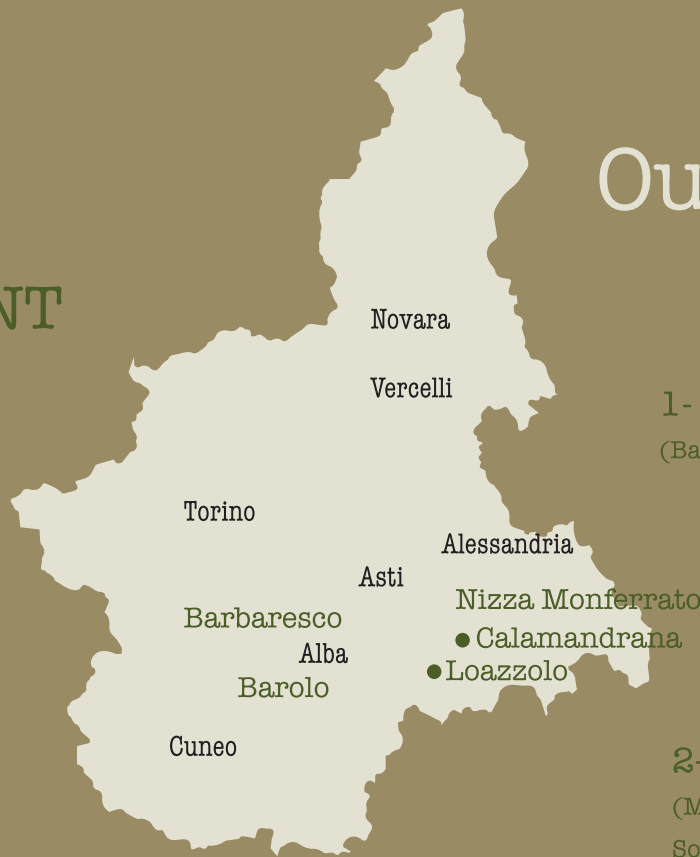 Ou
NT
Novara
Vercelli
1-
(Ba
Torino
Alessandria
Asti
Nizza Monferrato
Barbaresco
Calamandrana
Alba
Loazzolo
Barolo
Cuneo
2-
(M
So